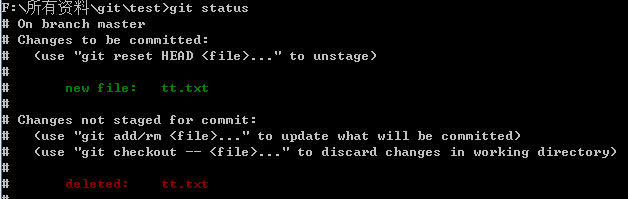 F:\所有资料\git\test>git status
# On branch master
# Changes to be committed:
#   (use "git reset HEAD <file>..." to unstage)
#
#       new file:   tt.txt
#
# Changes not staged for commit:
#   (use "git add/rm <file>..." to update what will be committed)
#   (use "git checkout -- <file>..." to discard changes in working directory)
#
#       deleted:    tt.txt
#